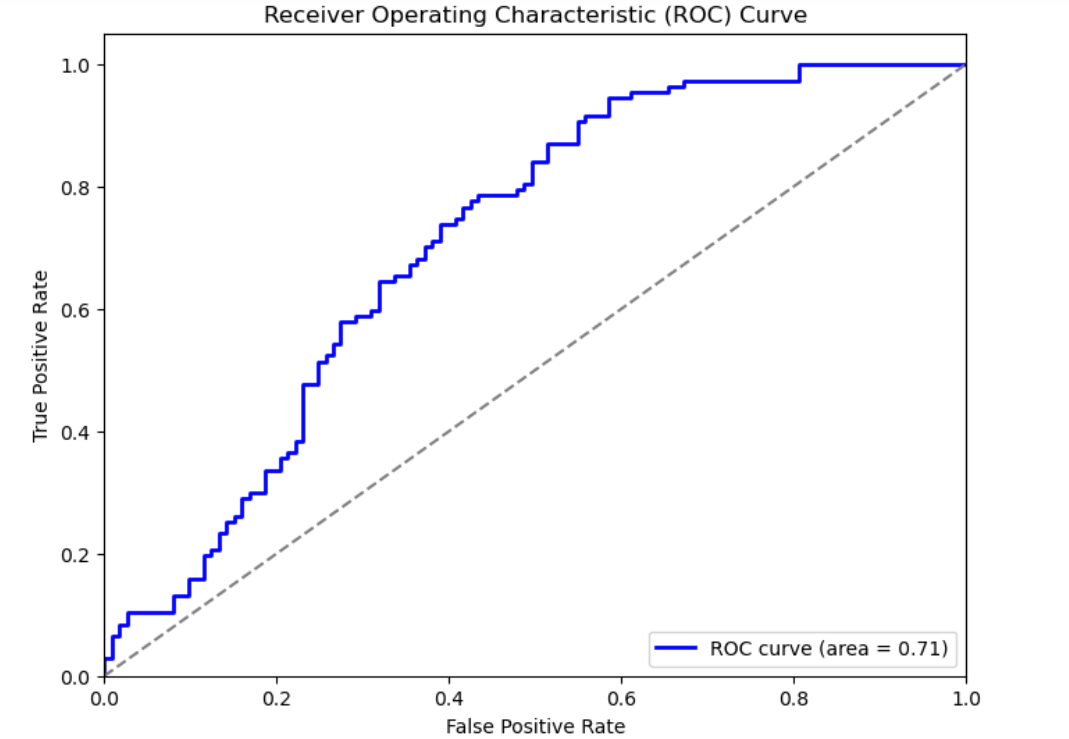 Receiver Operating Characteristic (ROC) Curve
1.0
0.8
0.6
0.4
0.2
0.0
True Positive Rate
ROC curve (area = 0.71)
0.0 0.2 0.4 0.6 0.8 1.0
False Positive Rate